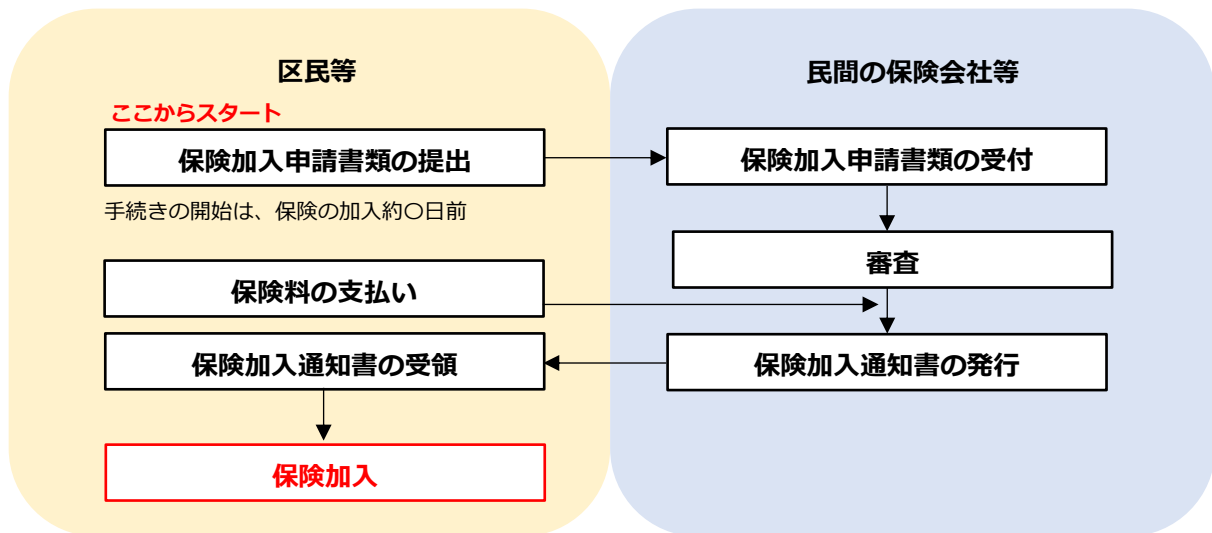 区民等
民間の保険会社等
ここからスタート
保険加入申請書類の提出
保険加入申請書類の受付
手続きの開始は、保険の加入約〇日前
審査
保険料の支払い
保険加入通知書の受領
保険加入通知書の発行
保険加入